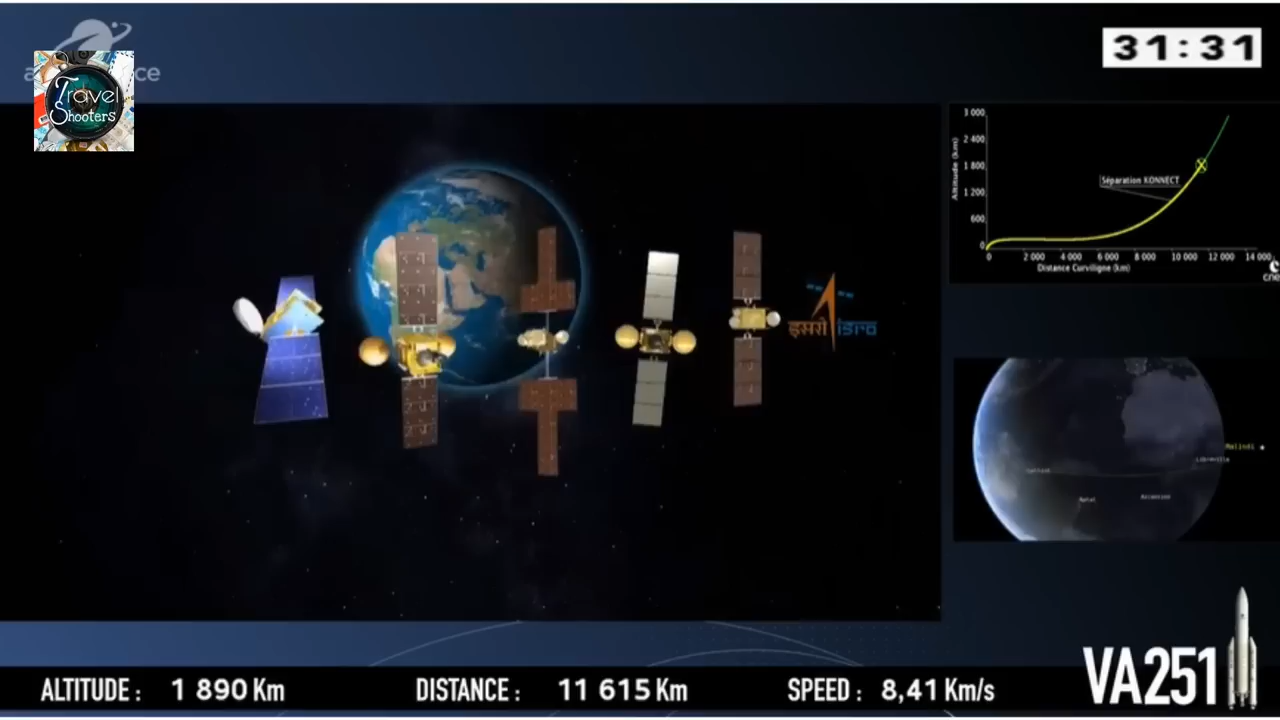 31:31
a
ce
Travel
Shooters
Altitude (km)
3 000
2 400
1 800
1 200
600
0
Séparation KONNECT
0 2 000 4 000 6 000 8 000 10 000 12 000 14 000
Distance Curviligne (km)
cne
इसरो isro
Malindi
Libreville
Natal
Ascension
ALTITUDE : 1 890 Km DISTANCE : 11 615 Km SPEED : 8,41 Km/s
VA251